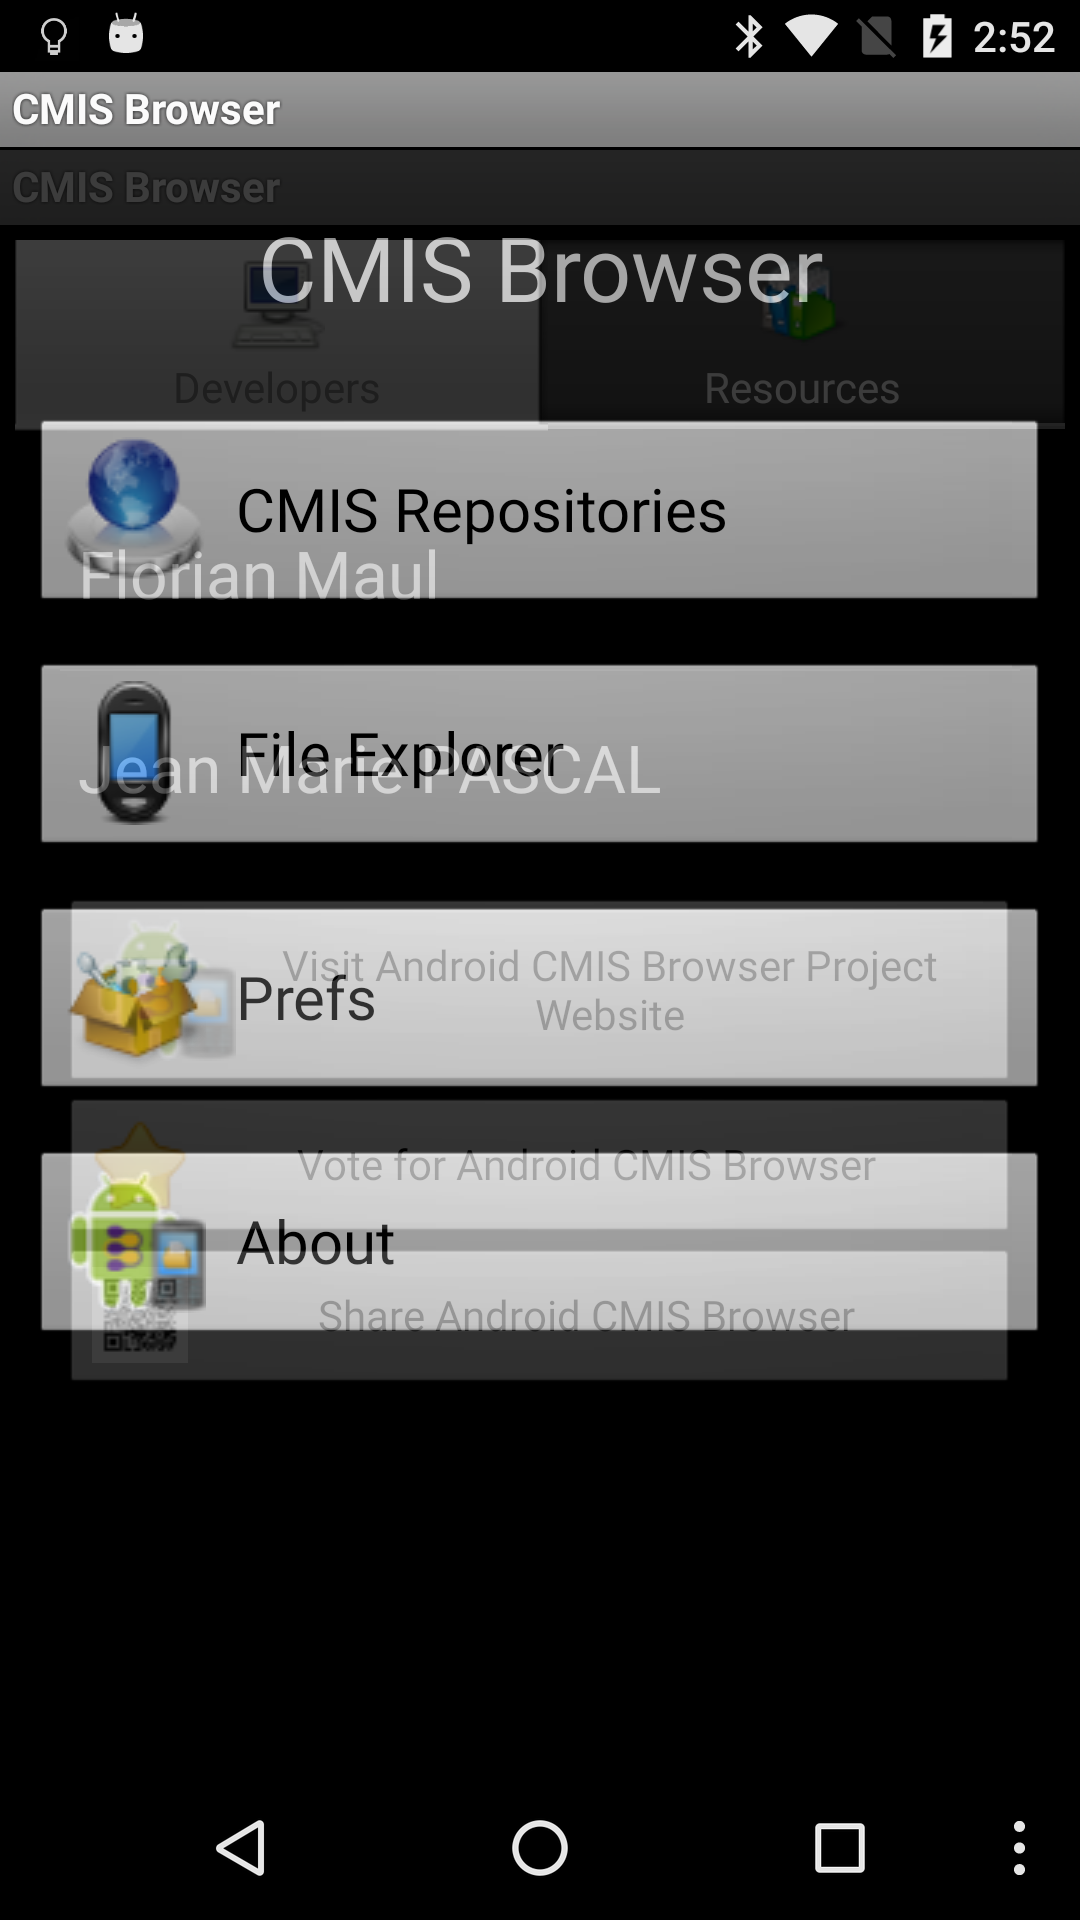 2:52
CMIS Browser
CMIS Browser
CMIS Browser
Developers
Resources
CMIS Repositories
Florian Maul
File Explorer
Jean Marie PASCAL
Visit Android CMIS Browser Project
Website
Prefs
Vote for Android CMIS Browser
About
Share Android CMIS Browser